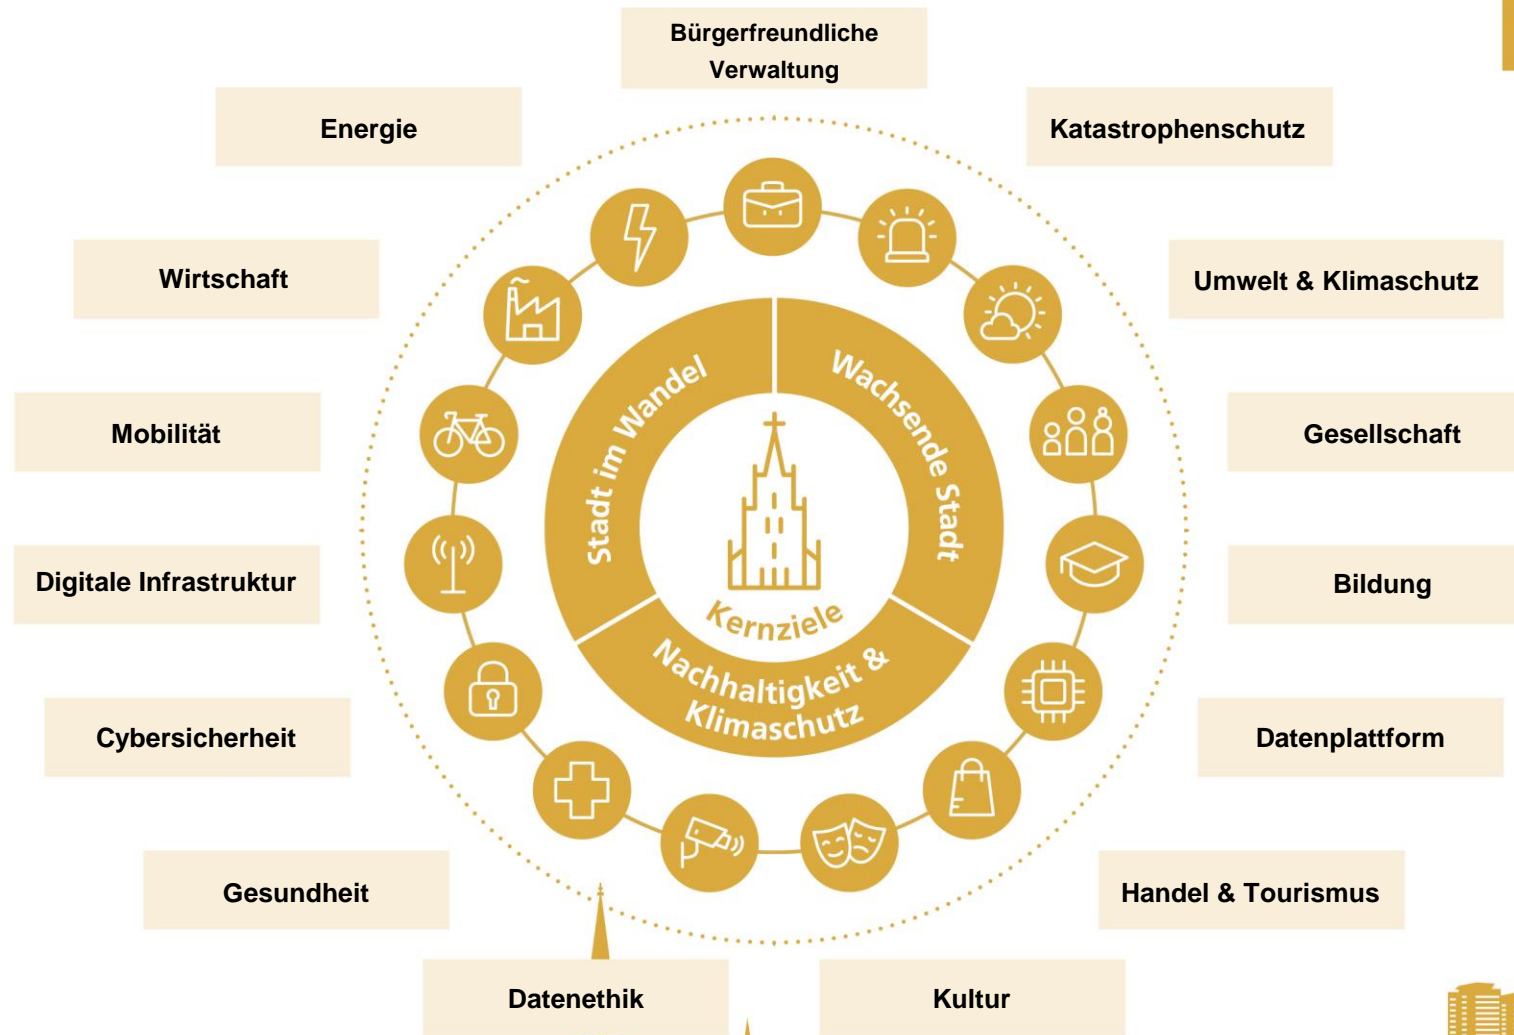 Bürgerfreundliche
Verwaltung
Energie
Katastrophenschutz
Wirtschaft
Umwelt & Klimaschutz
Mobilität
Gesellschaft
Digitale Infrastruktur
Bildung
Cybersicherheit
Datenplattform
Gesundheit
Handel & Tourismus
Datenethik
Kultur
Stadt im Wandel
Wachsende Stadt
Kernziele
Nachhaltigkeit &
Klimaschutz